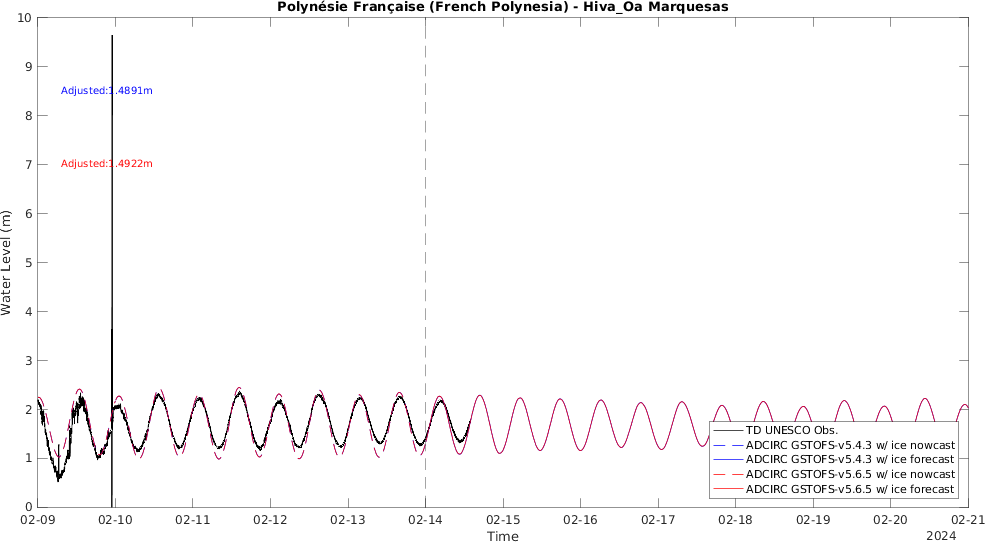 Polynésie Française (French Polynesia) - Hiva_Oa Marquesas
10
9
8
7
6
5
4
3
2
1
0
Water Level (m)
Adjusted:1.4891m
Adjusted:1.4922m
TD UNESCO Obs.
ADCIRC GSTOFS-v5.4.3 w/ ice nowcast
ADCIRC GSTOFS-v5.4.3 w/ ice forecast
ADCIRC GSTOFS-v5.6.5 w/ ice nowcast
ADCIRC GSTOFS-v5.6.5 w/ ice forecast
02-09 02-10 02-11 02-12 02-13 02-14 02-15 02-16 02-17 02-18 02-19 02-20 02-21
Time
2024